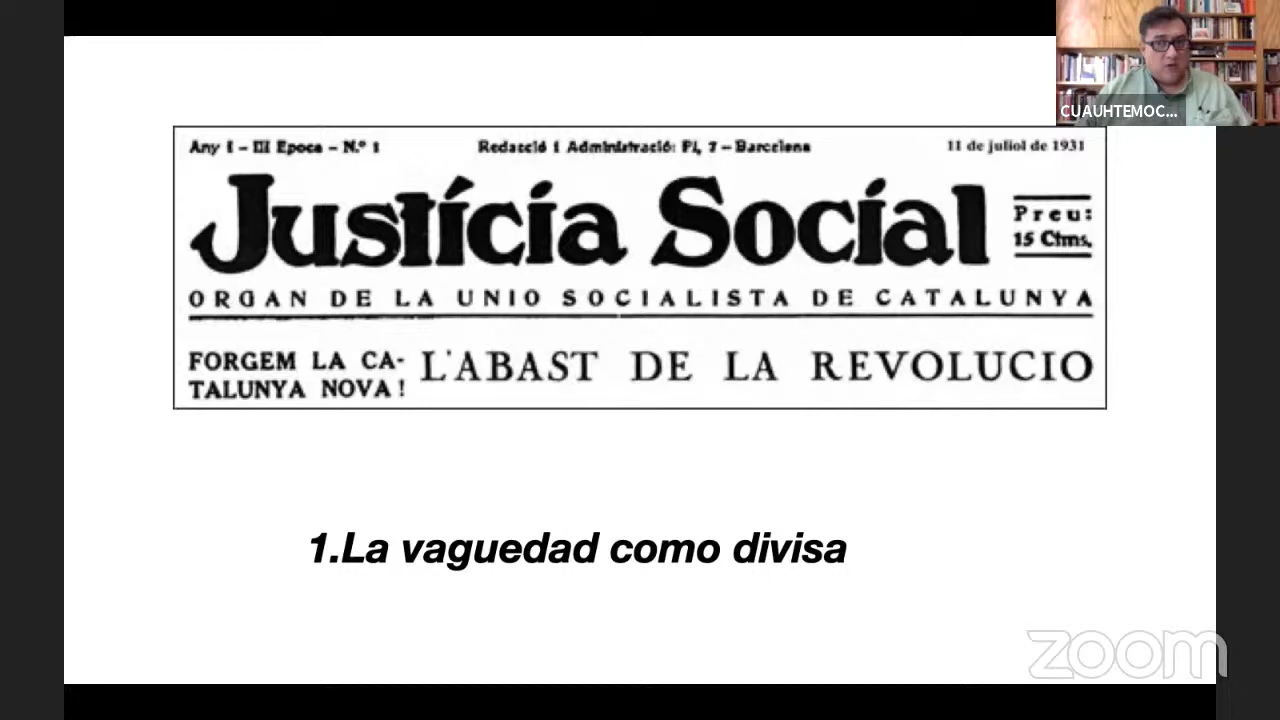 CUAUHTEMOC...
Any I – III Epoca – N.º 1
Redacció i Administració: Pi, 7 – Barcelona
11 de juliol de 1931
Justícia Social
Preu:
15 Ctms.
ORGAN DE LA UNIO SOCIALISTA DE CATALUNYA
FORGEM LA CA-
TALUNYA NOVA!
L'ABAST DE LA REVOLUCIO
1.La vaguedad como divisa
zoom